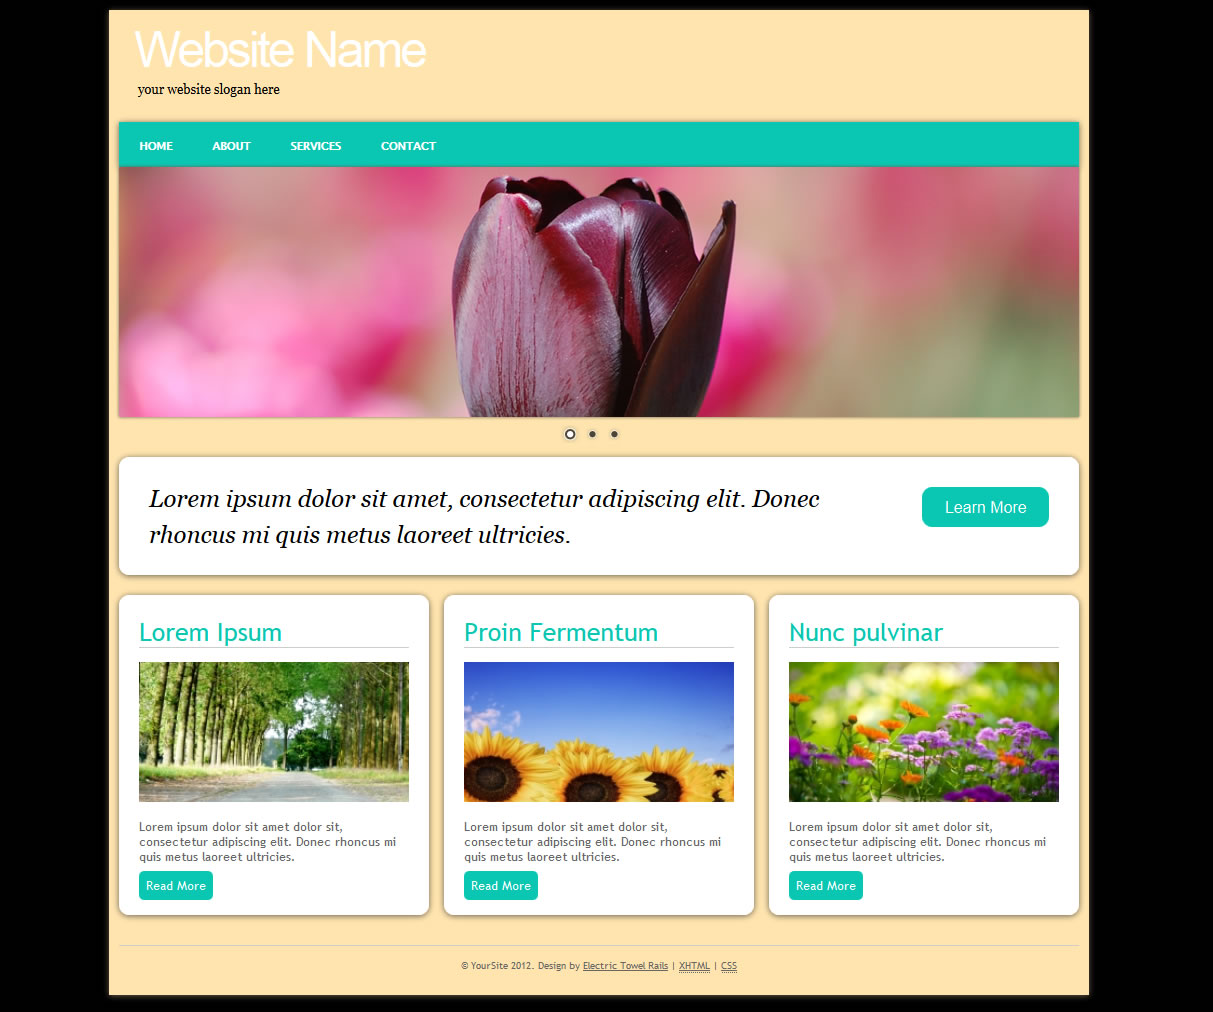 Website Name
your website slogan here
HOME ABOUT SERVICES CONTACT
Lorem ipsum dolor sit amet, consectetur adipiscing elit. Donec
rhoncus mi quis metus laoreet ultricies.
Learn More
Lorem Ipsum
Lorem ipsum dolor sit amet dolor sit,
consectetur adipiscing elit. Donec rhoncus mi
quis metus laoreet ultricies.
Read More
Proin Fermentum
Lorem ipsum dolor sit amet dolor sit,
consectetur adipiscing elit. Donec rhoncus mi
quis metus laoreet ultricies.
Read More
Nunc pulvinar
Lorem ipsum dolor sit amet dolor sit,
consectetur adipiscing elit. Donec rhoncus mi
quis metus laoreet ultricies.
Read More
© YourSite 2012. Design by Electric Towel Rails | XHTML | CSS